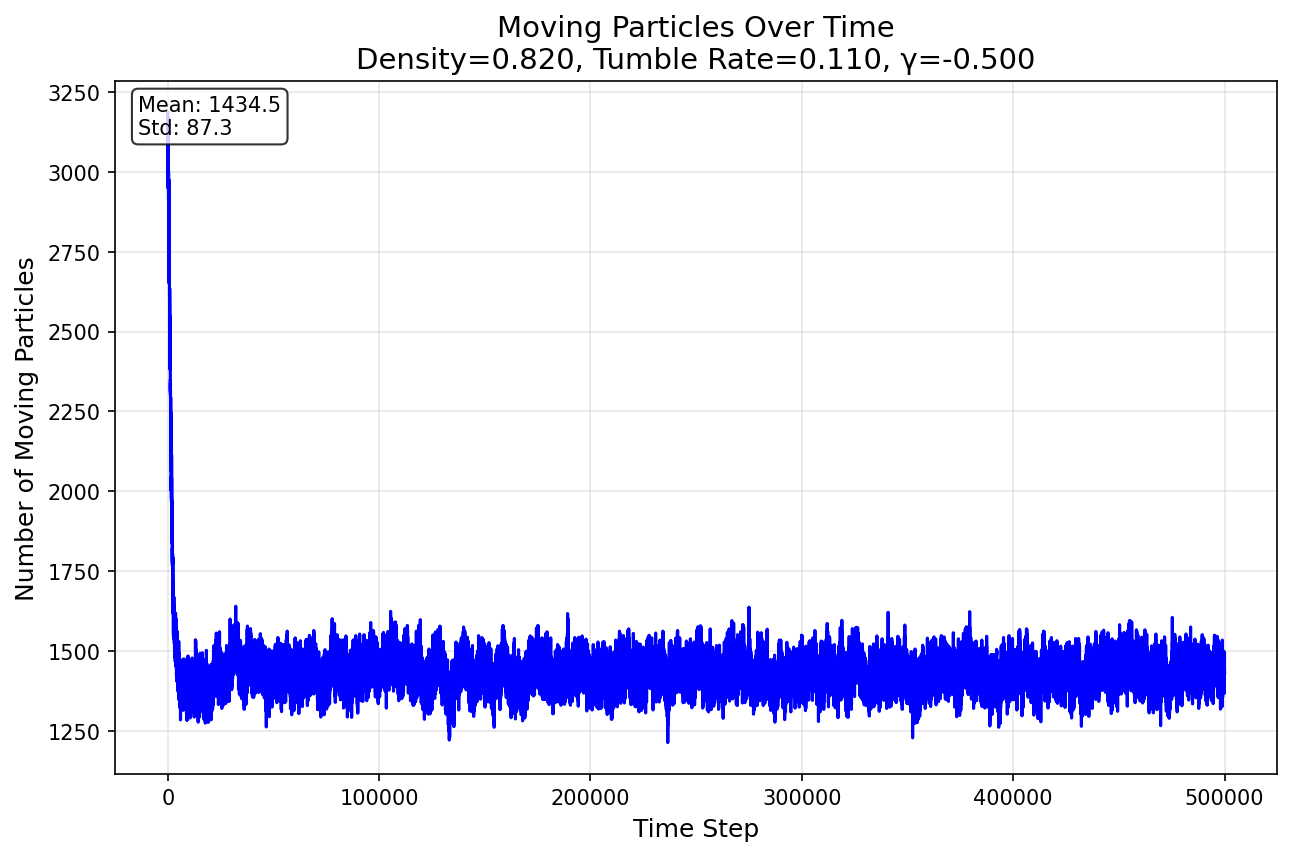 Moving Particles Over Time
Density=0.820, Tumble Rate=0.110, γ=-0.500
Mean: 1434.5
Std: 87.3
3250
3000
2750
2500
2250
2000
1750
1500
1250
Number of Moving Particles
0
100000
200000
300000
400000
500000
Time Step